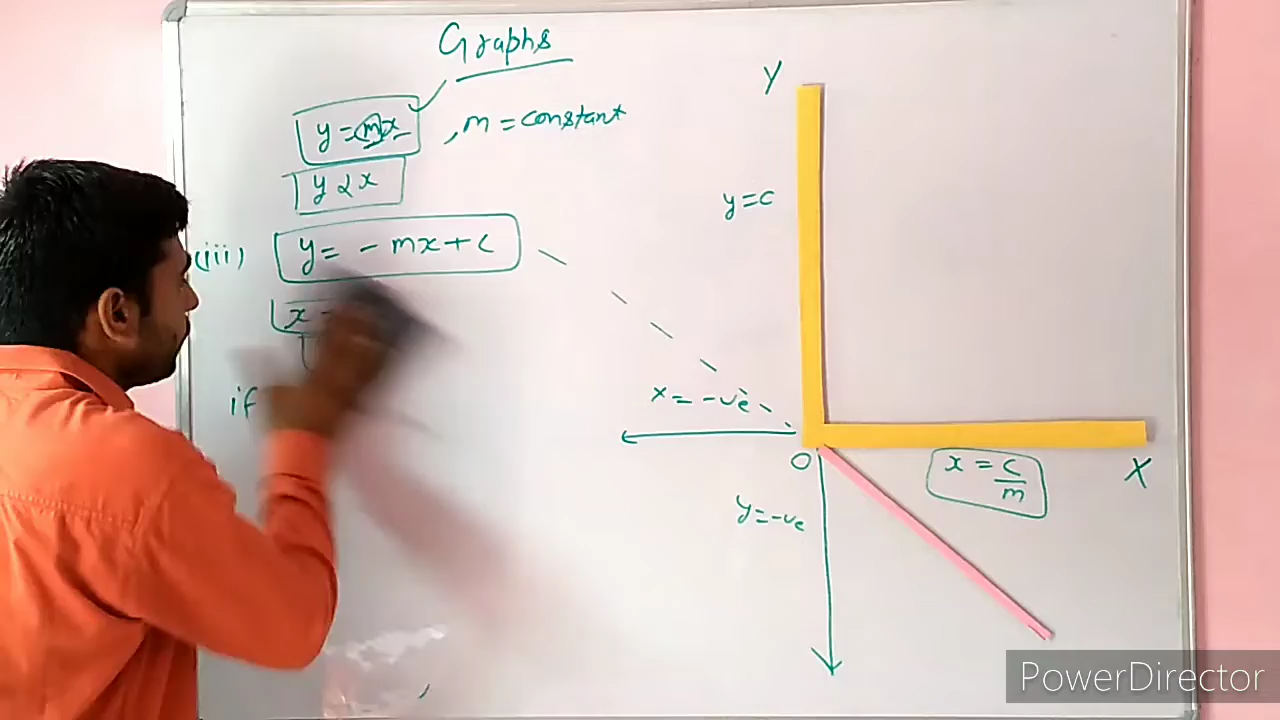 Graphs
y = mx , m = constant
y α x
(iii) y = - mx + c
x
if
Y
y = c
x = -ve
O
x = c/m
X
y = -ve
PowerDirector